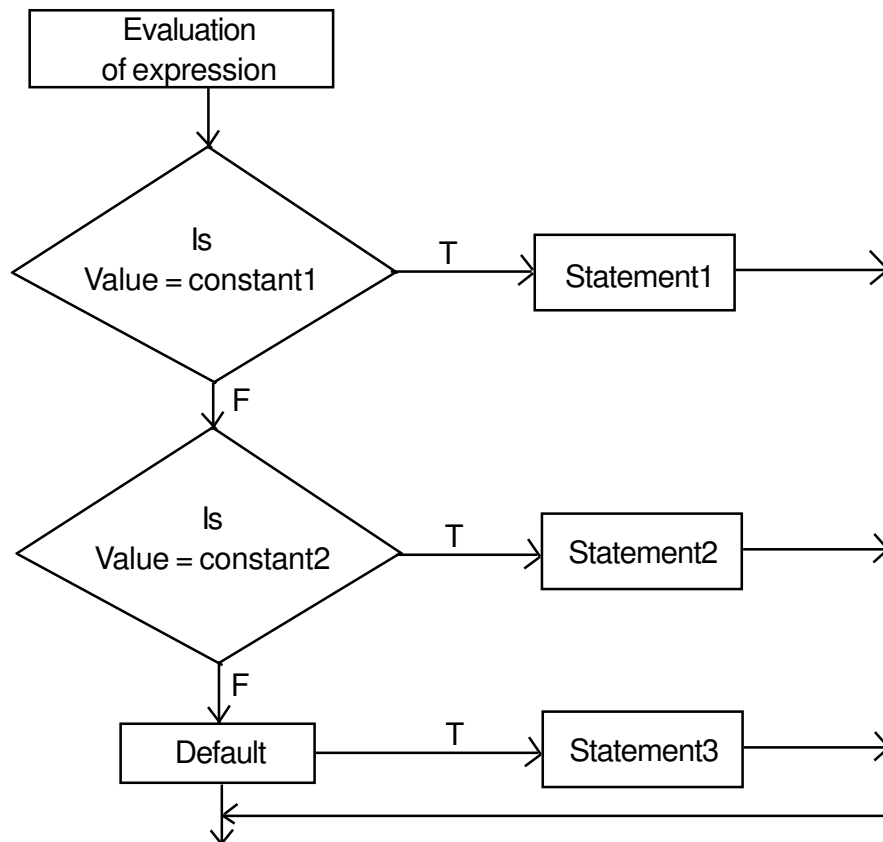 Evaluation
of expression
Is
Value = constant1
T
Statement1
F
Is
Value = constant2
T
Statement2
F
Default
T
Statement3